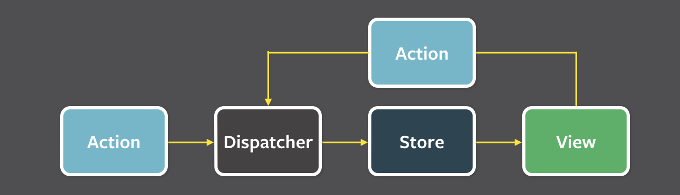 Action
Action
Dispatcher
Store
View